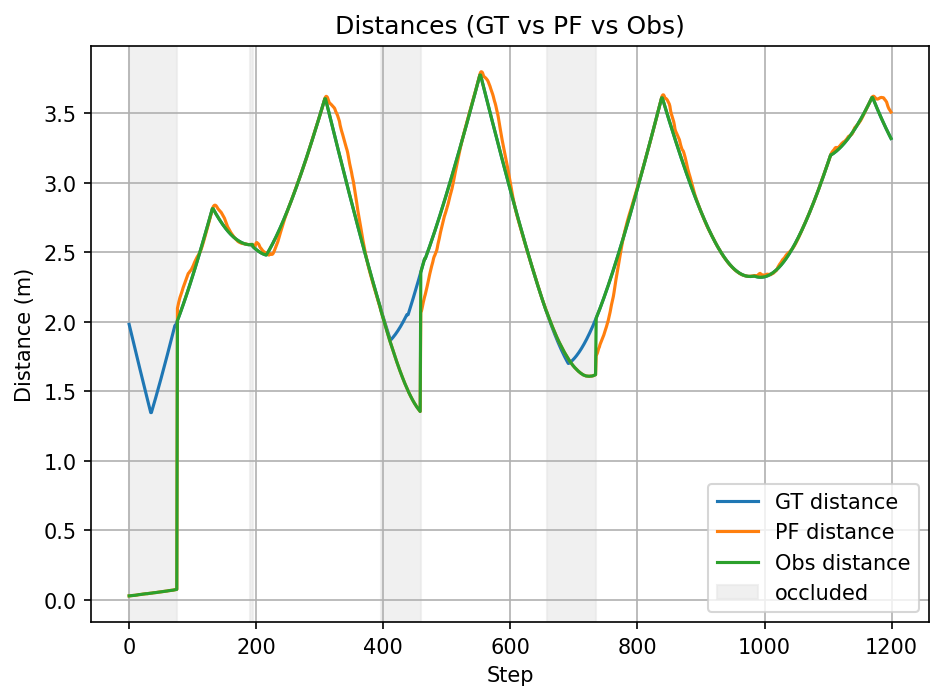 Distances (GT vs PF vs Obs)
Distance (m)
3.5
3.0
2.5
2.0
1.5
1.0
0.5
0.0
GT distance
PF distance
Obs distance
occluded
0
200
400
600
800
1000
1200
Step